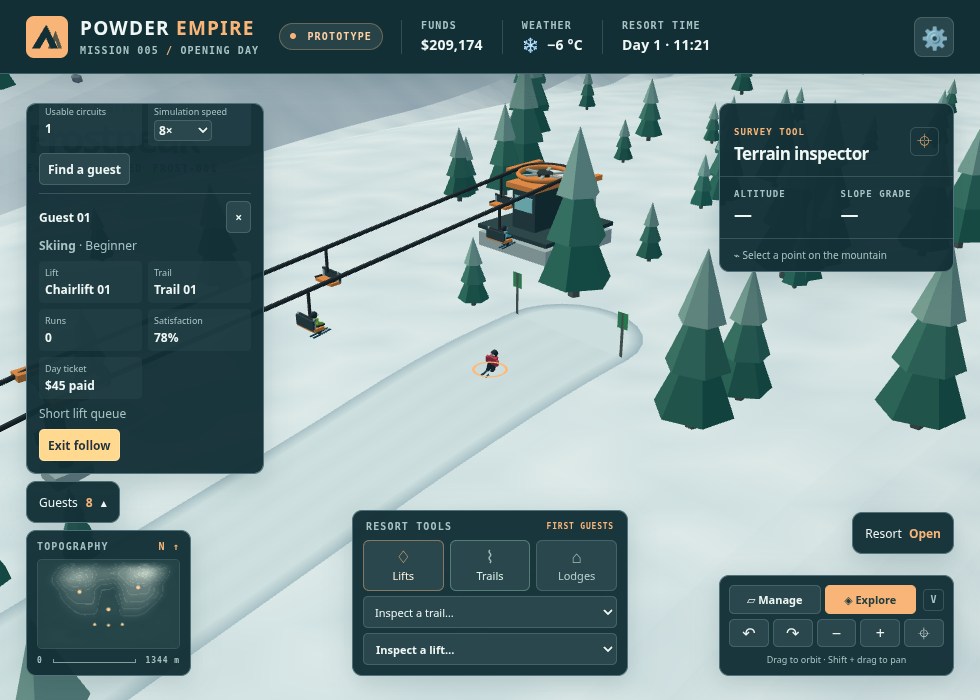 POWDER EMPIRE
MISSION 005 / OPENING DAY
PROTOTYPE
FUNDS
$209,174
WEATHER
−6 °C
RESORT TIME
Day 1 · 11:21
Usable circuits
1
Simulation speed
8×
Find a guest
Guest 01
×
Skiing · Beginner
Lift
Chairlift 01
Trail
Trail 01
Runs
0
Satisfaction
78%
Day ticket
$45 paid
Short lift queue
Exit follow
Guests 8 ▴
TOPOGRAPHY N ↑
0 1344 m
RESORT TOOLS FIRST GUESTS
Lifts
Trails
Lodges
Inspect a trail...
Inspect a lift...
SURVEY TOOL
Terrain inspector
ALTITUDE
—
SLOPE GRADE
—
⌁ Select a point on the mountain
Resort Open
▱ Manage
◈ Explore
V
↶ ↷ − +
Drag to orbit · Shift + drag to pan